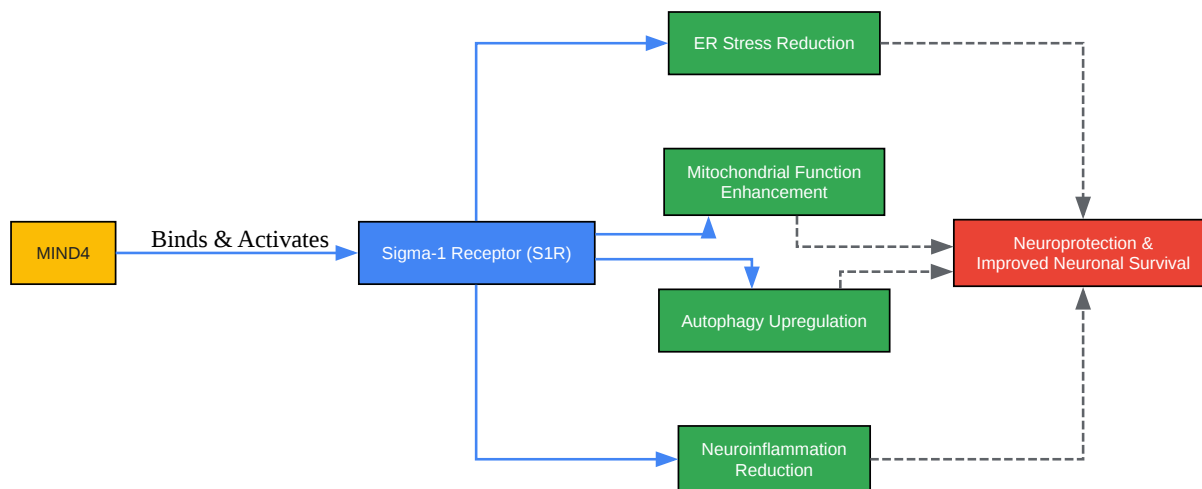 ER Stress Reduction
Mitochondrial Function
Enhancement
MIND4
Binds & Activates
Sigma-1 Receptor (S1R)
Neuroprotection &
Improved Neuronal Survival
Autophagy Upregulation
Neuroinflammation
Reduction